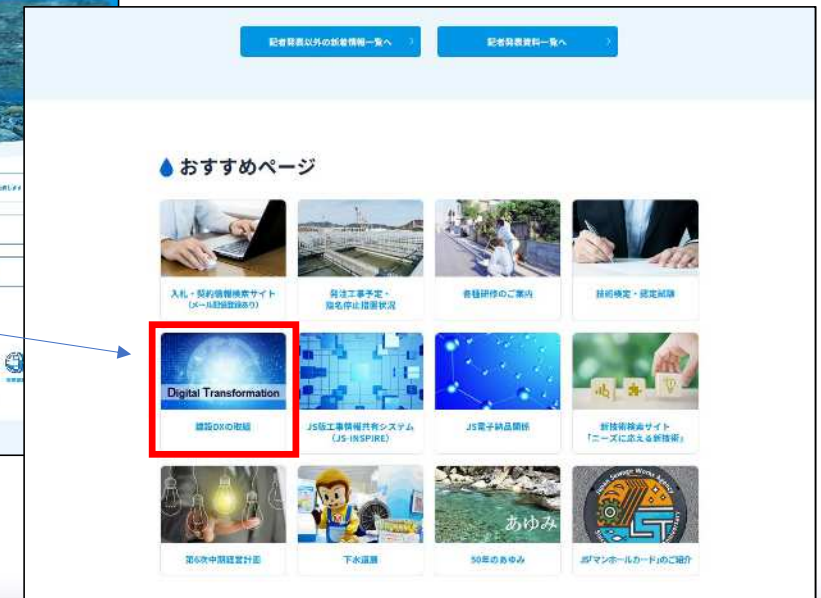 記者発表以外の新着情報一覧へ
記者発表資料一覧へ
おすすめページ
入札・契約情報検索サイト
(メール配信登録あり)
発注工事予定・
指名停止措置状況
各種研修のご案内
技術検定・認定試験
Digital Transformation
建設DXの取組
JS版工事情報共有システム
(JS-INSPIRE)
JS電子納品関係
新技術検索サイト
「ニーズに応える新技術」
あゆみ
Japan Sewage Works Agency
第6次中期経営計画
下水道展
50年のあゆみ
JS「マンホールカード」のご紹介